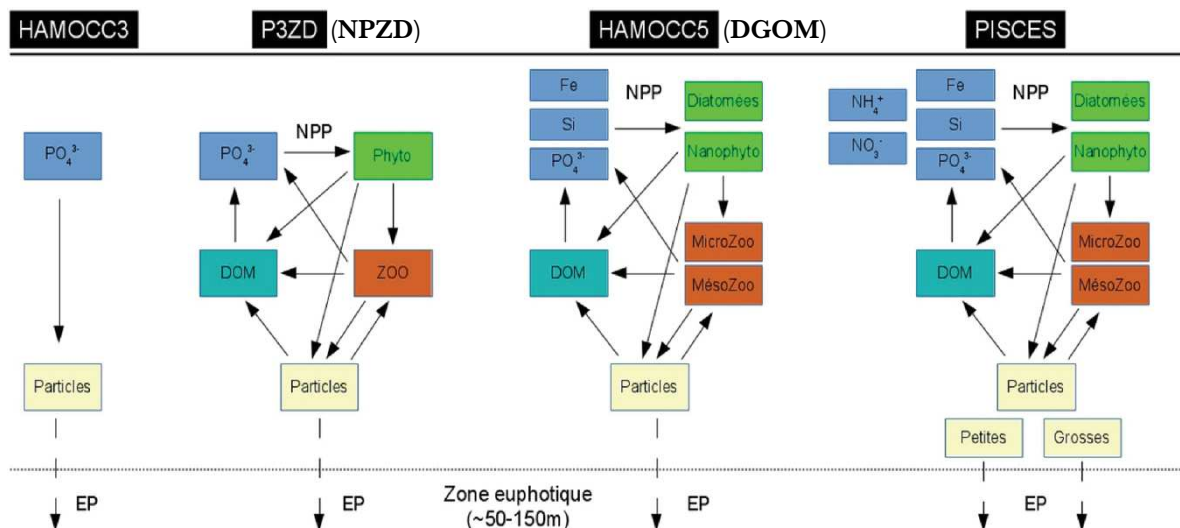 HAMOCC3
P3ZD (NPZD)
HAMOCC5 (DGOM)
PISCES
PO₄³⁻
Particles
EP
PO₄³⁻
NPP
Phyto
DOM
ZOO
Particles
EP
Fe
Si
PO₄³⁻
NPP
Diatomées
Nanophyto
DOM
MicroZoo
MésoZoo
Particles
Zone euphotique
(~50-150m)
EP
NH₄⁺
NO₃⁻
Fe
Si
PO₄³⁻
NPP
Diatomées
Nanophyto
DOM
MicroZoo
MésoZoo
Particles
Petites
Grosses
EP